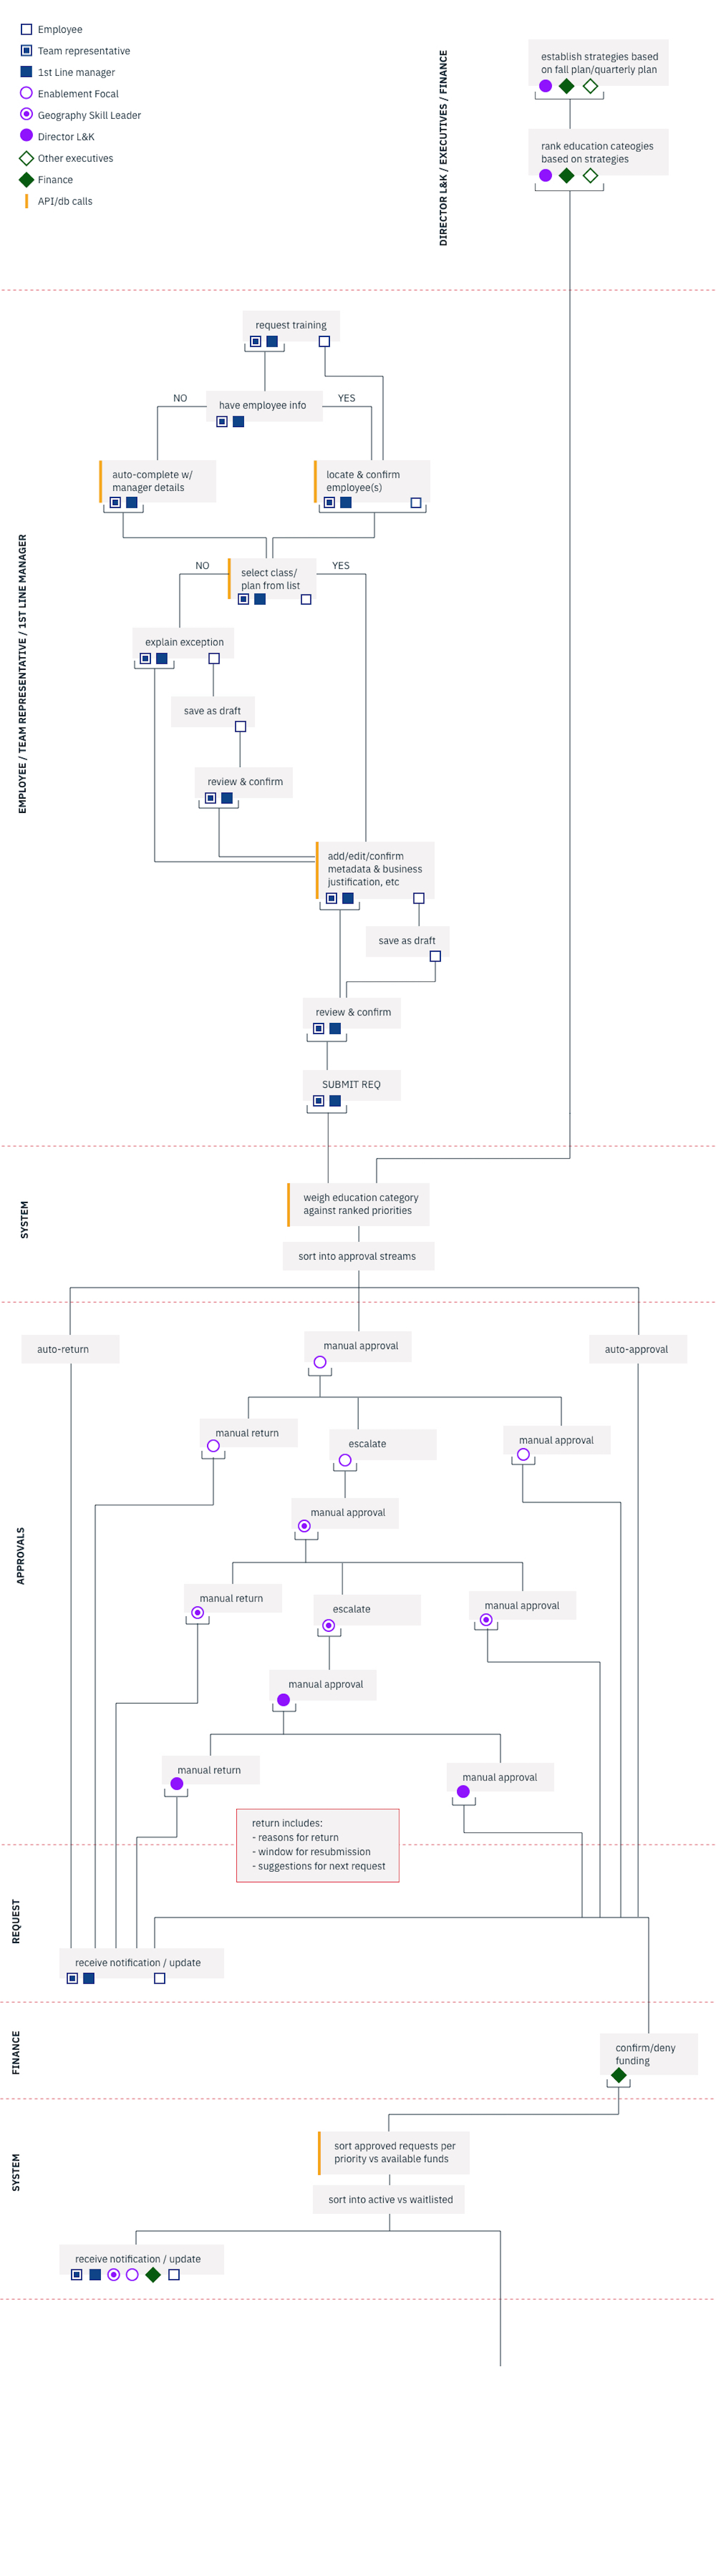 Employee
Team representative
1st Line manager
Enablement Focal
Geography Skill Leader
Director L&K
Other executives
Finance
API/db calls
DIRECTOR L&K / EXECUTIVES / FINANCE
establish strategies based
on fall plan/quarterly plan
rank education cateogies
based on strategies
EMPLOYEE / TEAM REPRESENTATIVE / 1ST LINE MANAGER
request training
NO
have employee info
YES
auto-complete w/
manager details
locate & confirm
employee(s)
NO
select class/
plan from list
YES
explain exception
save as draft
review & confirm
add/edit/confirm
metadata & business
justification, etc
save as draft
review & confirm
SUBMIT REQ
SYSTEM
weigh education category
against ranked priorities
sort into approval streams
APPROVALS
auto-return
manual approval
auto-approval
manual return
escalate
manual approval
manual approval
manual return
escalate
manual approval
manual approval
manual return
manual approval
return includes:
- reasons for return
- window for resubmission
- suggestions for next request
REQUEST
receive notification / update
FINANCE
confirm/deny
funding
SYSTEM
sort approved requests per
priority vs available funds
sort into active vs waitlisted
receive notification / update